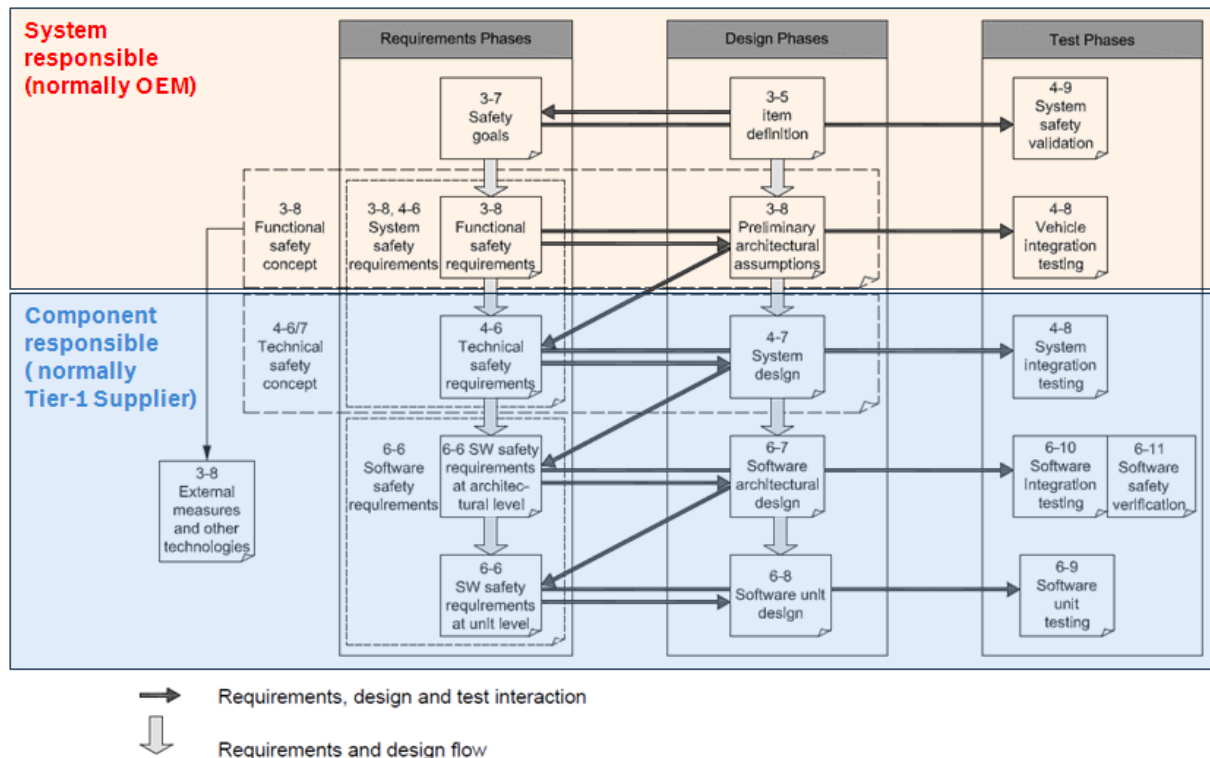 System
responsible
(normally OEM)
Requirements Phases
Design Phases
Test Phases
3-7
Safety
goals
3-5
item
definition
4-9
System
safety
validation
3-8
Functional
safety
concept
3-8, 4-6
System
safety
requirements
3-8
Functional
safety
requirements
3-8
Preliminary
architectural
assumptions
4-8
Vehicle
integration
testing
Component
responsible
( normally
Tier-1 Supplier)
4-6/7
Technical
safety
concept
4-6
Technical
safety
requirements
4-7
System
design
4-8
System
integration
testing
3-8
External
measures
and other
technologies
6-6
Software
safety
requirements
6-6 SW safety
requirements
at architec-
tural level
6-7
Software
architectural
design
6-10
Software
Integration
testing
6-11
Software
safety
verification
6-6
SW safety
requirements
at unit level
6-8
Software unit
design
6-9
Software
unit
testing
Requirements, design and test interaction
Requirements and design flow